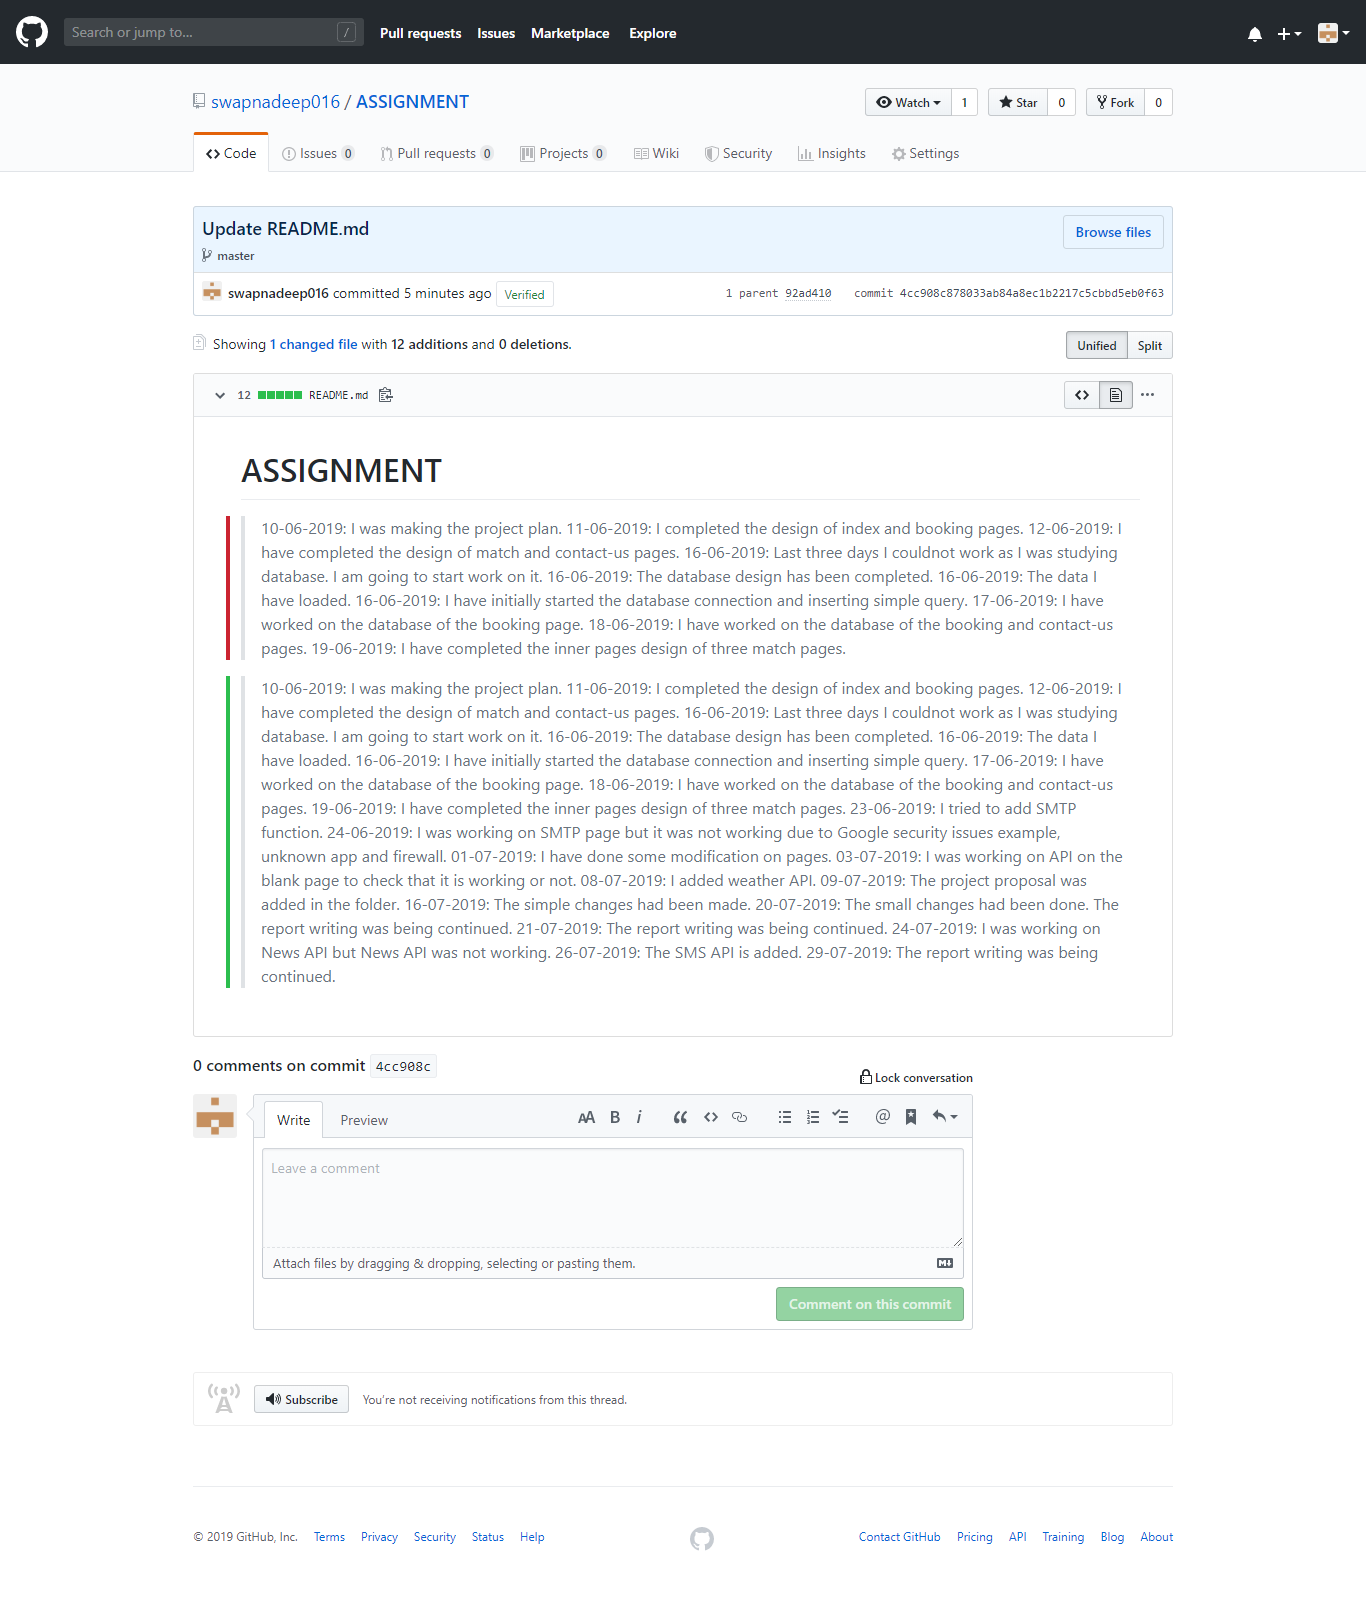 Search or jump to... /
Pull requests Issues Marketplace Explore
swapnadeep016 / ASSIGNMENT
Watch 1 Star 0 Fork 0
Code Issues 0 Pull requests 0 Projects 0 Wiki Security Insights Settings
Update README.md
Browse files
master
swapnadeep016 committed 5 minutes ago Verified 1 parent 92ad410 commit 4cc908c878033ab84a8ec1b2217c5cbbd5eb0f63
Showing 1 changed file with 12 additions and 0 deletions.
Unified Split
12 README.md
ASSIGNMENT
10-06-2019: I was making the project plan. 11-06-2019: I completed the design of index and booking pages. 12-06-2019: I
have completed the design of match and contact-us pages. 16-06-2019: Last three days I couldnot work as I was studying
database. I am going to start work on it. 16-06-2019: The database design has been completed. 16-06-2019: The data I
have loaded. 16-06-2019: I have initially started the database connection and inserting simple query. 17-06-2019: I have
worked on the database of the booking page. 18-06-2019: I have worked on the database of the booking and contact-us
pages. 19-06-2019: I have completed the inner pages design of three match pages.
10-06-2019: I was making the project plan. 11-06-2019: I completed the design of index and booking pages. 12-06-2019: I
have completed the design of match and contact-us pages. 16-06-2019: Last three days I couldnot work as I was studying
database. I am going to start work on it. 16-06-2019: The database design has been completed. 16-06-2019: The data I
have loaded. 16-06-2019: I have initially started the database connection and inserting simple query. 17-06-2019: I have
worked on the database of the booking page. 18-06-2019: I have worked on the database of the booking and contact-us
pages. 19-06-2019: I have completed the inner pages design of three match pages. 23-06-2019: I tried to add SMTP
function. 24-06-2019: I was working on SMTP page but it was not working due to Google security issues example,
unknown app and firewall. 01-07-2019: I have done some modification on pages. 03-07-2019: I was working on API on the
blank page to check that it is working or not. 08-07-2019: I added weather API. 09-07-2019: The project proposal was
added in the folder. 16-07-2019: The simple changes had been made. 20-07-2019: The small changes had been done. The
report writing was being continued. 21-07-2019: The report writing was being continued. 24-07-2019: I was working on
News API but News API was not working. 26-07-2019: The SMS API is added. 29-07-2019: The report writing was being
continued.
0 comments on commit 4cc908c
Lock conversation
Write Preview
Leave a comment
Attach files by dragging & dropping, selecting or pasting them.
Comment on this commit
Subscribe You're not receiving notifications from this thread.
© 2019 GitHub, Inc. Terms Privacy Security Status Help Contact GitHub Pricing API Training Blog About